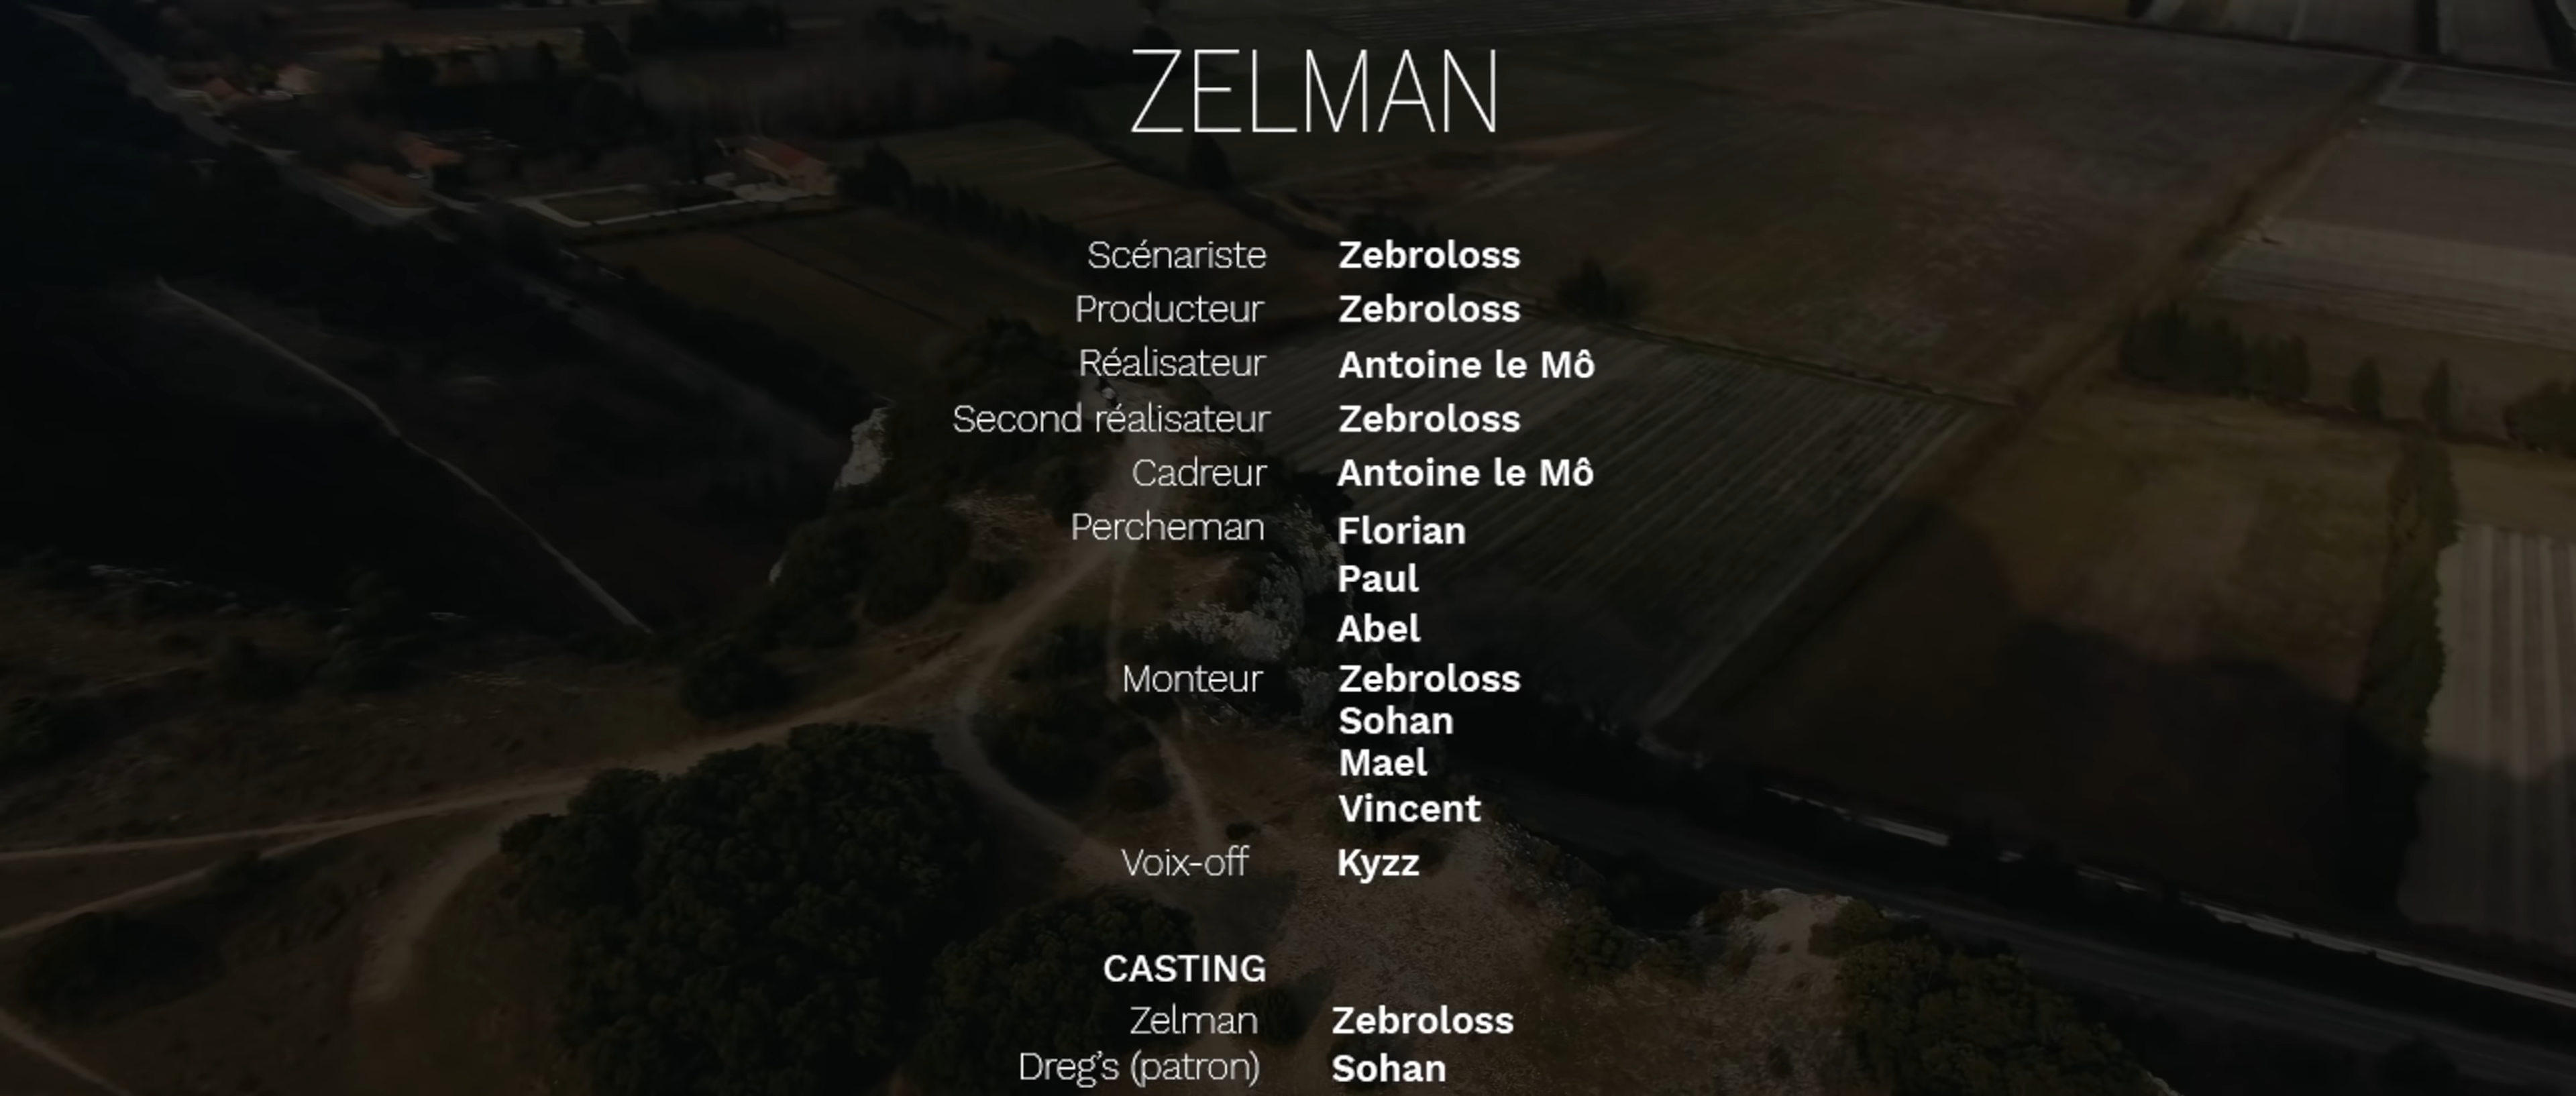 ZELMAN
Scénariste Zebroloss
Producteur Zebroloss
Réalisateur Antoine le Mô
Second réalisateur Zebroloss
Cadreur Antoine le Mô
Percheman Florian
Paul
Abel
Monteur Zebroloss
Sohan
Mael
Vincent
Voix-off Kyzz
CASTING
Zelman Zebroloss
Dreg's (patron) Sohan